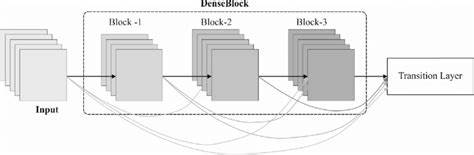 DenseBlock
Block -1
Block-2
Block-3
Transition Layer
Input